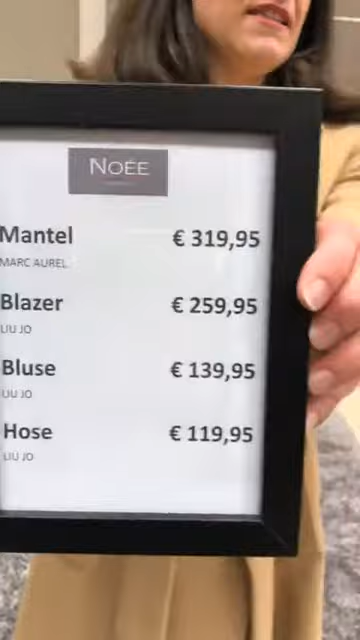 NOÉE
Mantel € 319,95
MARC AUREL
Blazer € 259,95
LIU JO
Bluse € 139,95
LIU JO
Hose € 119,95
LIU JO